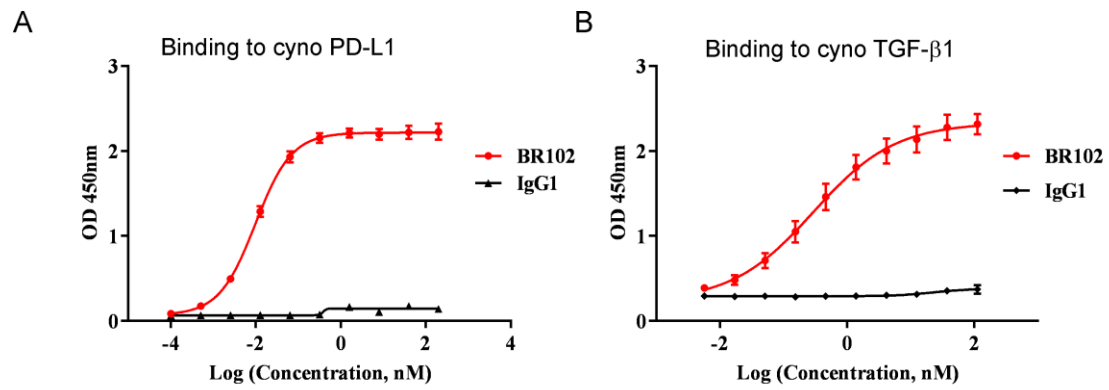 A
Binding to cyno PD-L1
3
2
1
0
OD 450nm
-4
-2
0
2
4
Log (Concentration, nM)
BR102
IgG1
B
Binding to cyno TGF-β1
3
2
1
0
OD 450nm
-2
0
2
Log (Concentration, nM)
BR102
IgG1